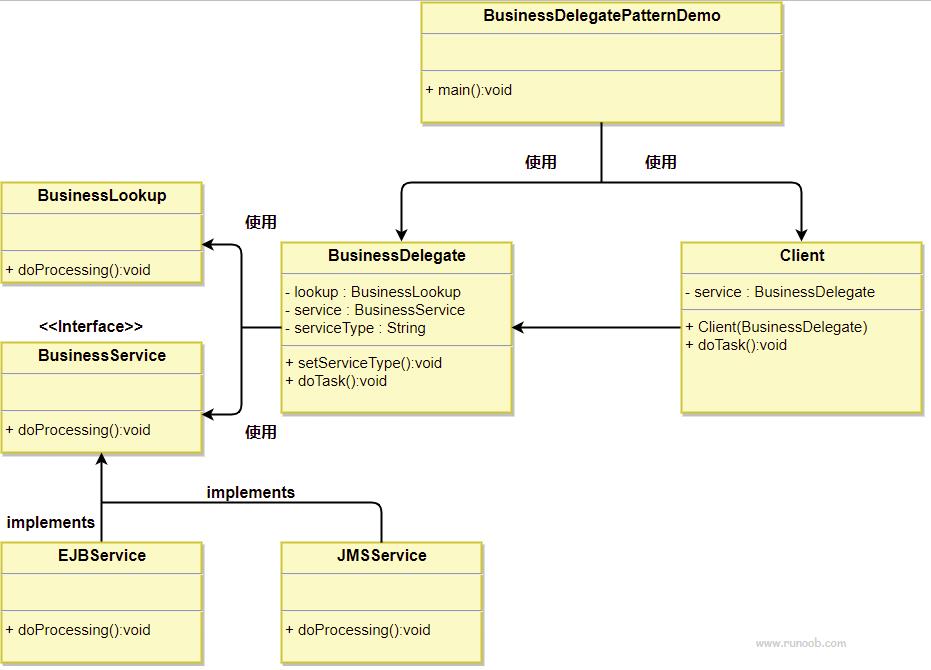 BusinessDelegatePatternDemo
+ main():void
使用
使用
BusinessLookup
+ doProcessing():void
使用
<<Interface>>
BusinessService
+ doProcessing():void
使用
BusinessDelegate
- lookup : BusinessLookup
- service : BusinessService
- serviceType : String
+ setServiceType():void
+ doTask():void
Client
- service : BusinessDelegate
+ Client(BusinessDelegate)
+ doTask():void
implements
implements
EJBService
+ doProcessing():void
JMSService
+ doProcessing():void
www.runoob.com